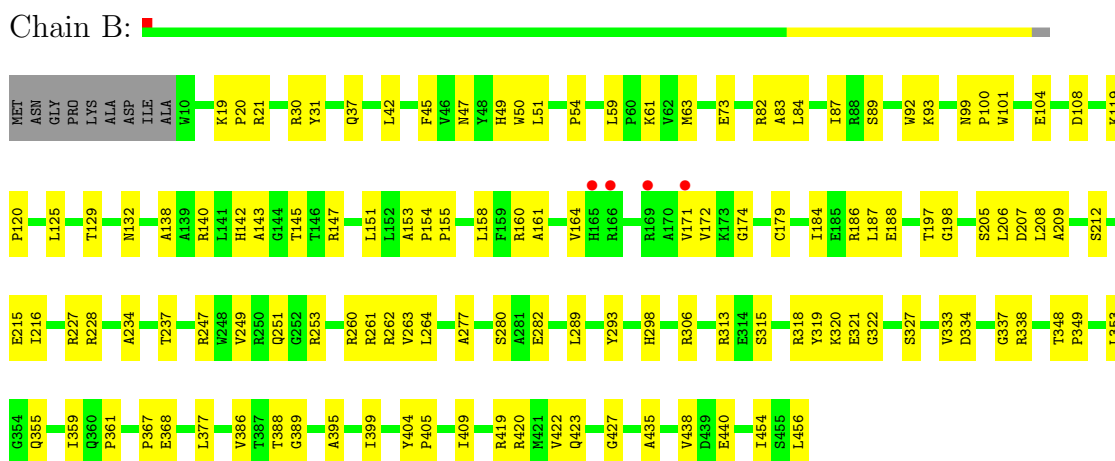 Chain B:
MET ASN GLY PRO LYS ALA ASP ILE ALA W10 K19 P20 R21 R30 Y31 Q37 L42 F45 V46 N47 Y48 H49 W50 L51 P54 L59 P60 K61 V62 M63 E73 R82 A83 L84 I87 R88 S89 W92 K93 N99 P100 W101 E104 D108 K119
P120 L125 T129 N132 A138 A139 R140 L141 H142 A143 G144 T145 T146 R147 L151 L152 A153 P154 P155 L158 F159 R160 A161 V164 H165 R166 R169 A170 V171 V172 K173 G174 C179 I184 E185 R186 L187 E188 T197 G198 S205 L206 D207 L208 A209 S212
E215 I216 R227 R228 A234 T237 R247 W248 V249 R250 Q251 G252 R253 R260 R261 R262 V263 L264 A277 S280 A281 E282 L289 Y293 H298 R306 R313 E314 S315 R318 Y319 K320 E321 G322 S327 V333 D334 G337 R338 T348 P349 L353
G354 Q355 I359 Q360 P361 P367 E368 L377 V386 T387 T388 G389 A395 I399 Y404 P405 I409 R419 R420 M421 V422 Q423 G427 A435 V438 D439 E440 I454 S455 L456